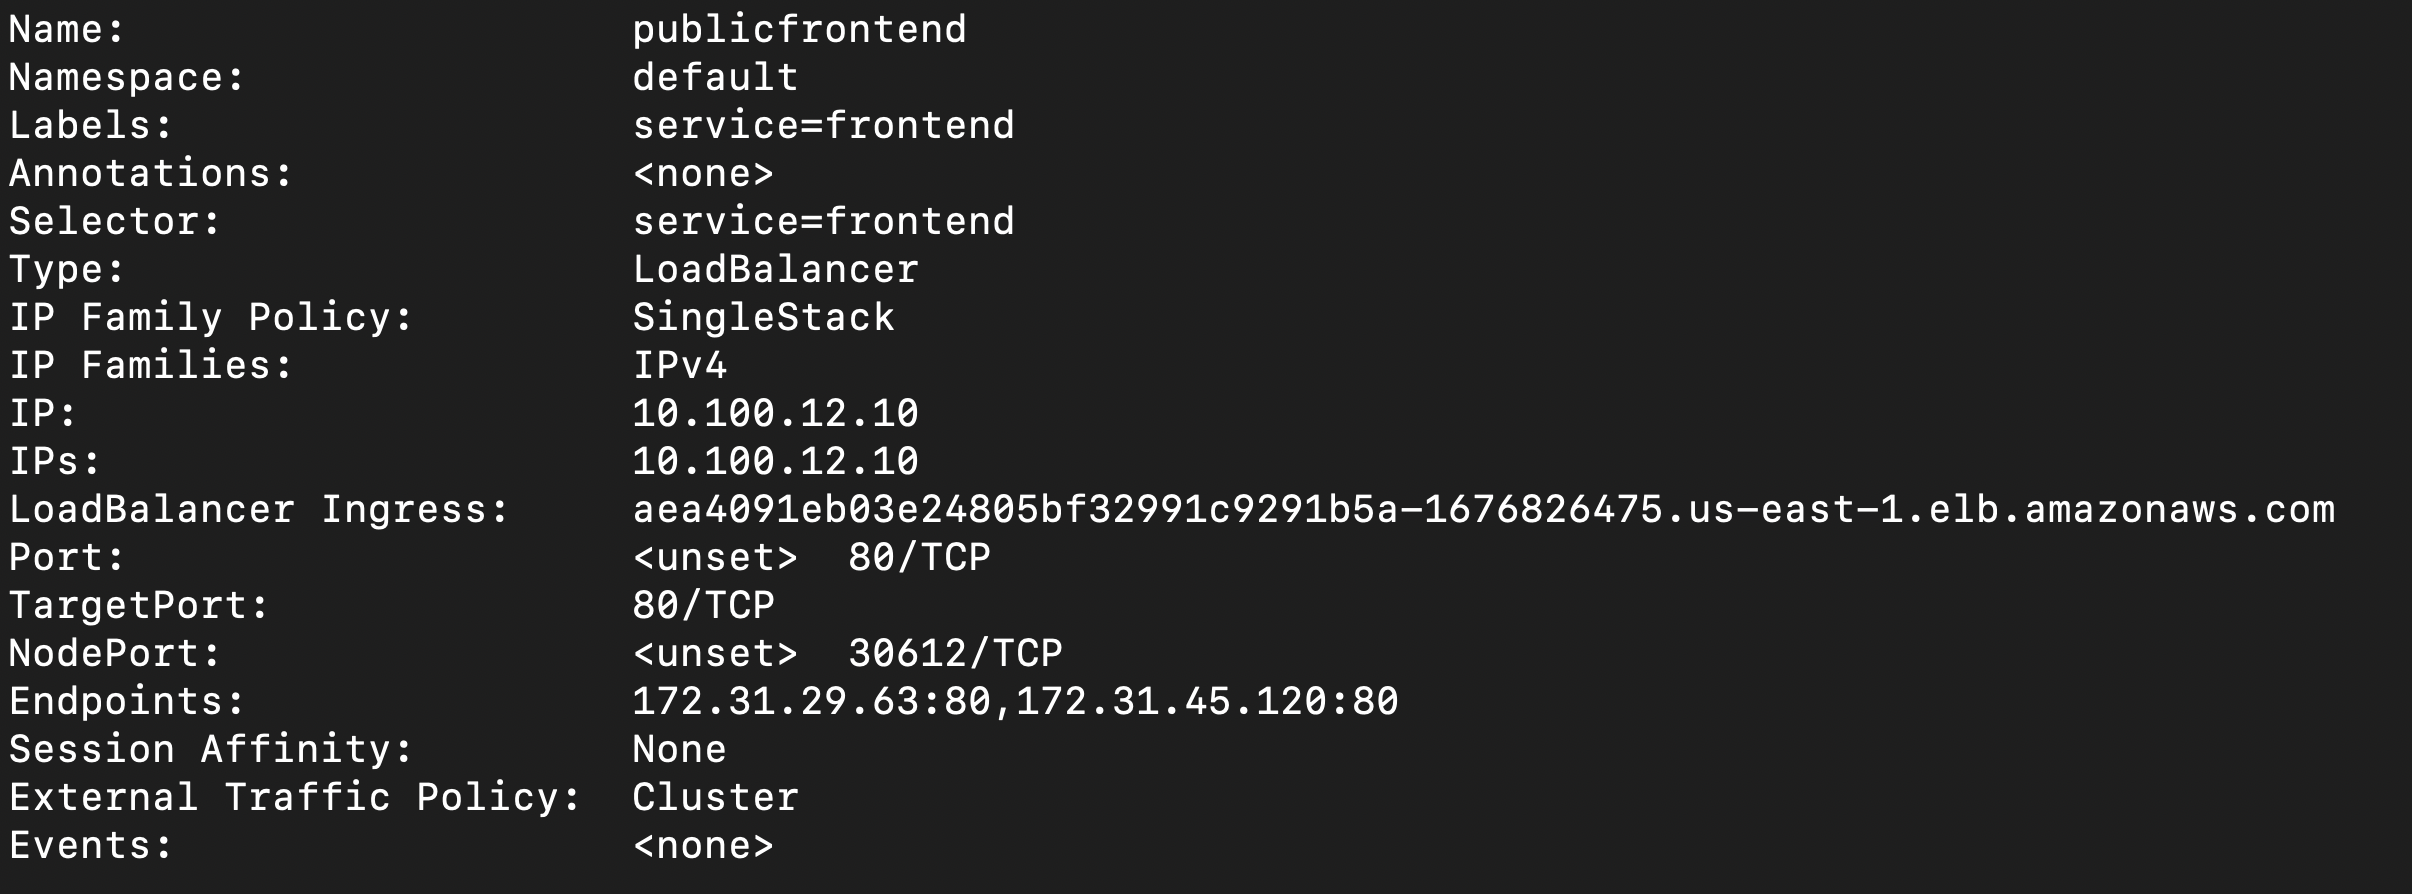 Name:                     publicfrontend
Namespace:                default
Labels:                   service=frontend
Annotations:              <none>
Selector:                 service=frontend
Type:                     LoadBalancer
IP Family Policy:         SingleStack
IP Families:              IPv4
IP:                       10.100.12.10
IPs:                      10.100.12.10
LoadBalancer Ingress:     aea4091eb03e24805bf32991c9291b5a-1676826475.us-east-1.elb.amazonaws.com
Port:                     <unset>  80/TCP
TargetPort:               80/TCP
NodePort:                 <unset>  30612/TCP
Endpoints:                172.31.29.63:80,172.31.45.120:80
Session Affinity:         None
External Traffic Policy:  Cluster
Events:                   <none>